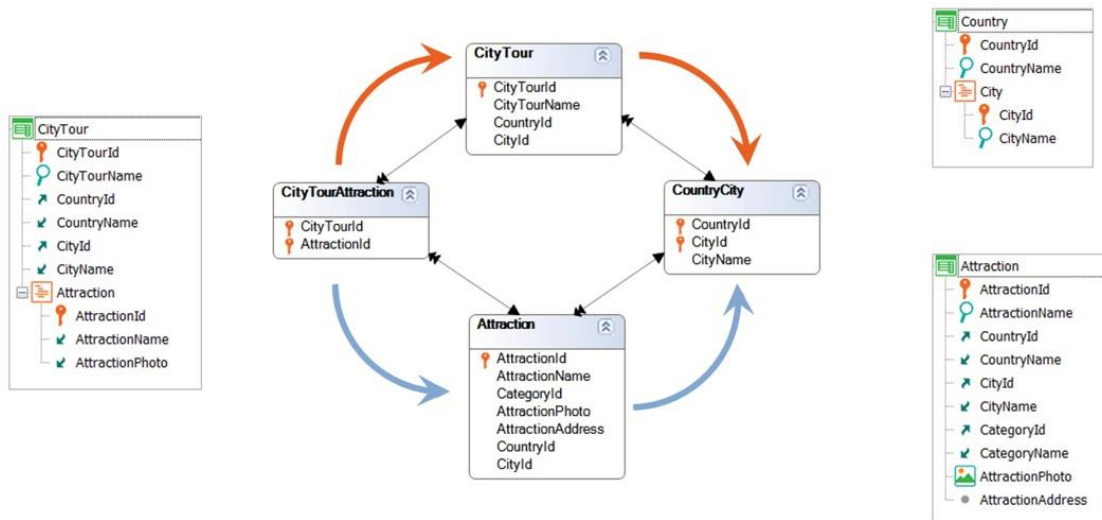 CityTour
CityTourId
CityTourName
CountryId
CountryName
CityId
CityName
Attraction
AttractionId
AttractionName
AttractionPhoto
CityTour
CityTourId
CityTourName
CountryId
CityId
CityTourAttraction
CityTourId
AttractionId
CountryCity
CountryId
CityId
CityName
Attraction
AttractionId
AttractionName
CategoryId
AttractionPhoto
AttractionAddress
CountryId
CityId
Country
CountryId
CountryName
City
CityId
CityName
Attraction
AttractionId
AttractionName
CountryId
CountryName
CityId
CityName
CategoryId
CategoryName
AttractionPhoto
AttractionAddress